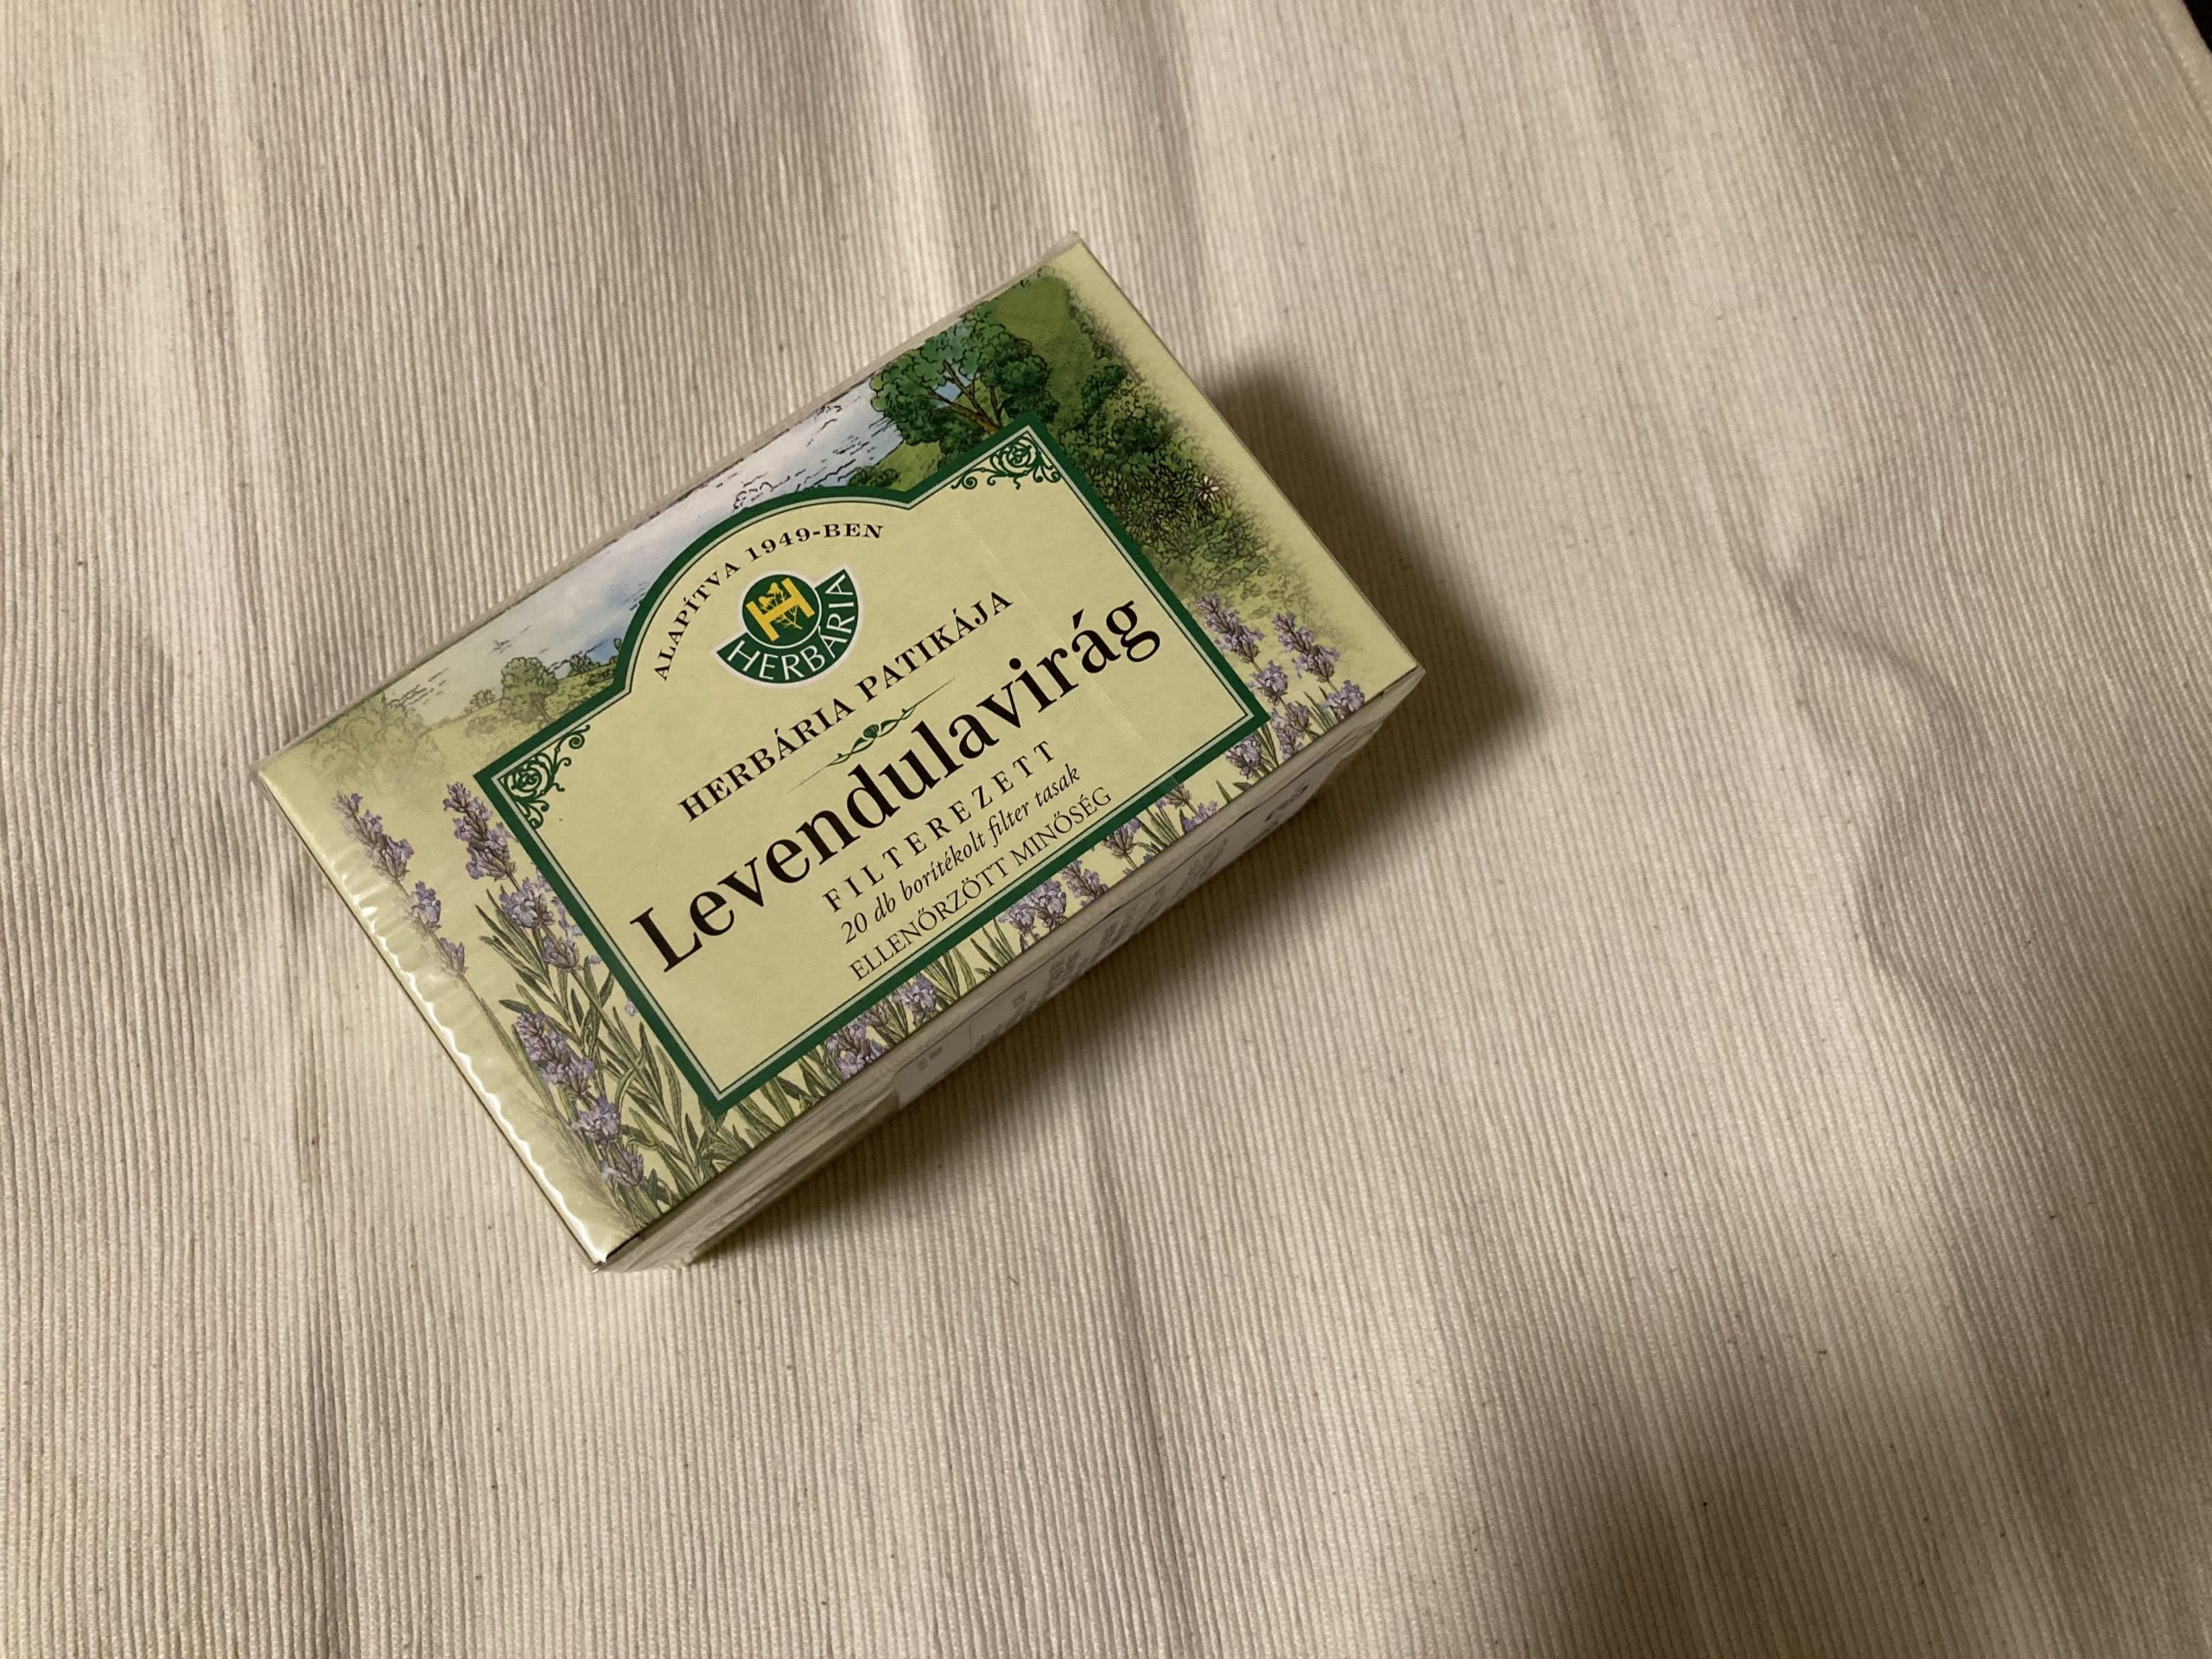 ALAPÍTVA 1949-BEN
HERBÁRIA
HERBÁRIA PATIKÁJA
Levendulavirág
FILTEREZETT
20 db borítékolt filter tasak
ELLENŐRZÖTT MINŐSÉG